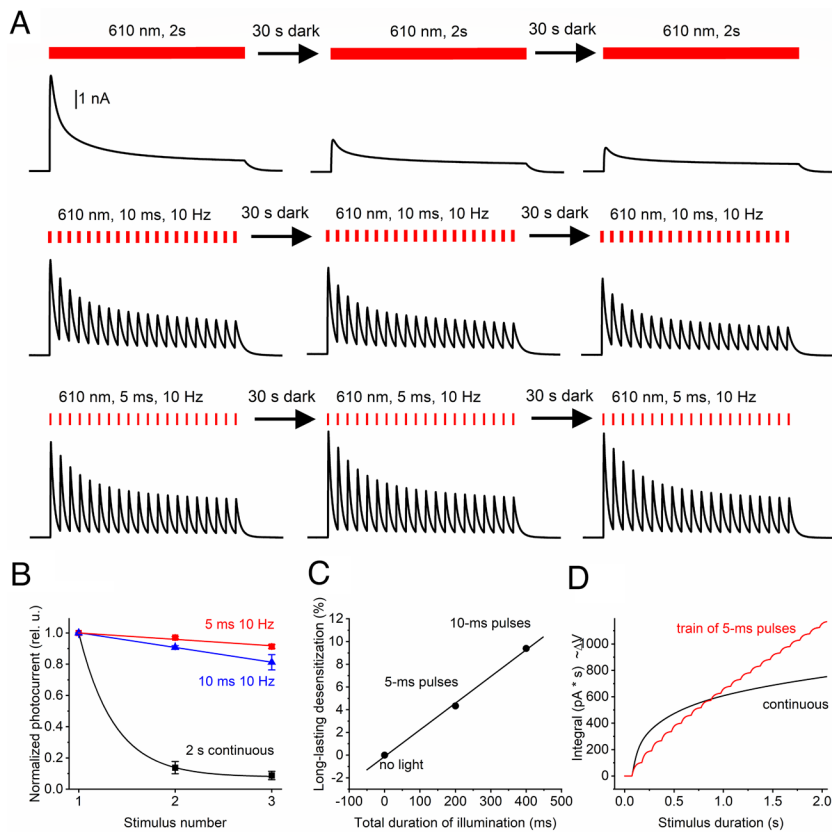 A
610 nm, 2s
30 s dark
610 nm, 2s
30 s dark
610 nm, 2s
1 nA
610 nm, 10 ms, 10 Hz
30 s dark
610 nm, 10 ms, 10 Hz
30 s dark
610 nm, 10 ms, 10 Hz
610 nm, 5 ms, 10 Hz
30 s dark
610 nm, 5 ms, 10 Hz
30 s dark
610 nm, 5 ms, 10 Hz
B
Normalized photocurrent (rel. u.)
1.0
0.8
0.6
0.4
0.2
0.0
5 ms 10 Hz
10 ms 10 Hz
2 s continuous
1
2
3
Stimulus number
C
Long-lasting desensitization (%)
12
10
8
6
4
2
0
-2
10-ms pulses
5-ms pulses
no light
-100
0
100
200
300
400
500
Total duration of illumination (ms)
D
Integral (pA * s) ~ΔV
1000
800
600
400
200
0
train of 5-ms pulses
continuous
0.0
0.5
1.0
1.5
2.0
Stimulus duration (s)